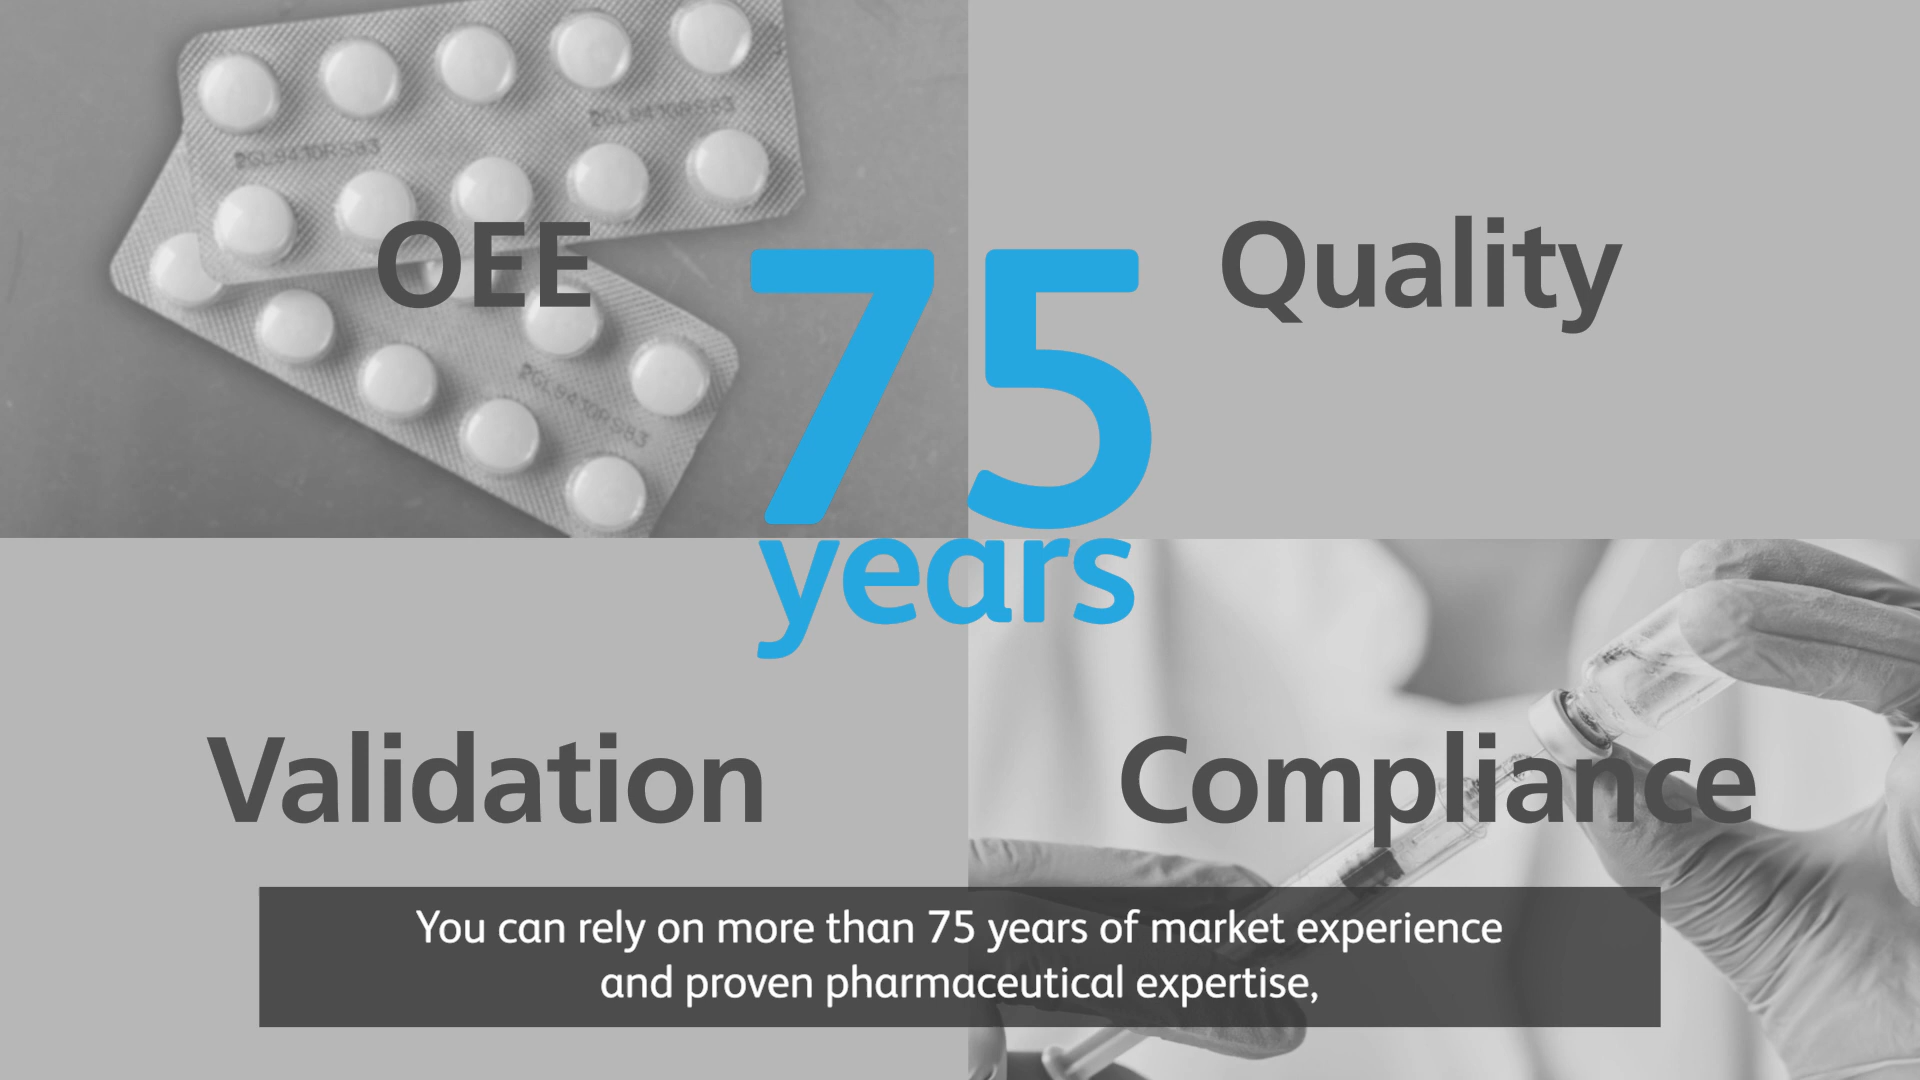 OEE
Quality
75
years
Validation
Compliance
You can rely on more than 75 years of market experience
and proven pharmaceutical expertise,